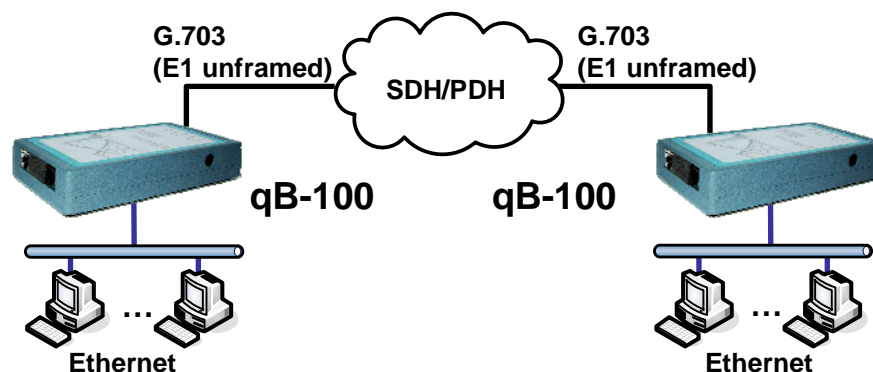 G.703
(E1 unframed)
SDH/PDH
G.703
(E1 unframed)
qB-100
qB-100
...
...
Ethernet
Ethernet